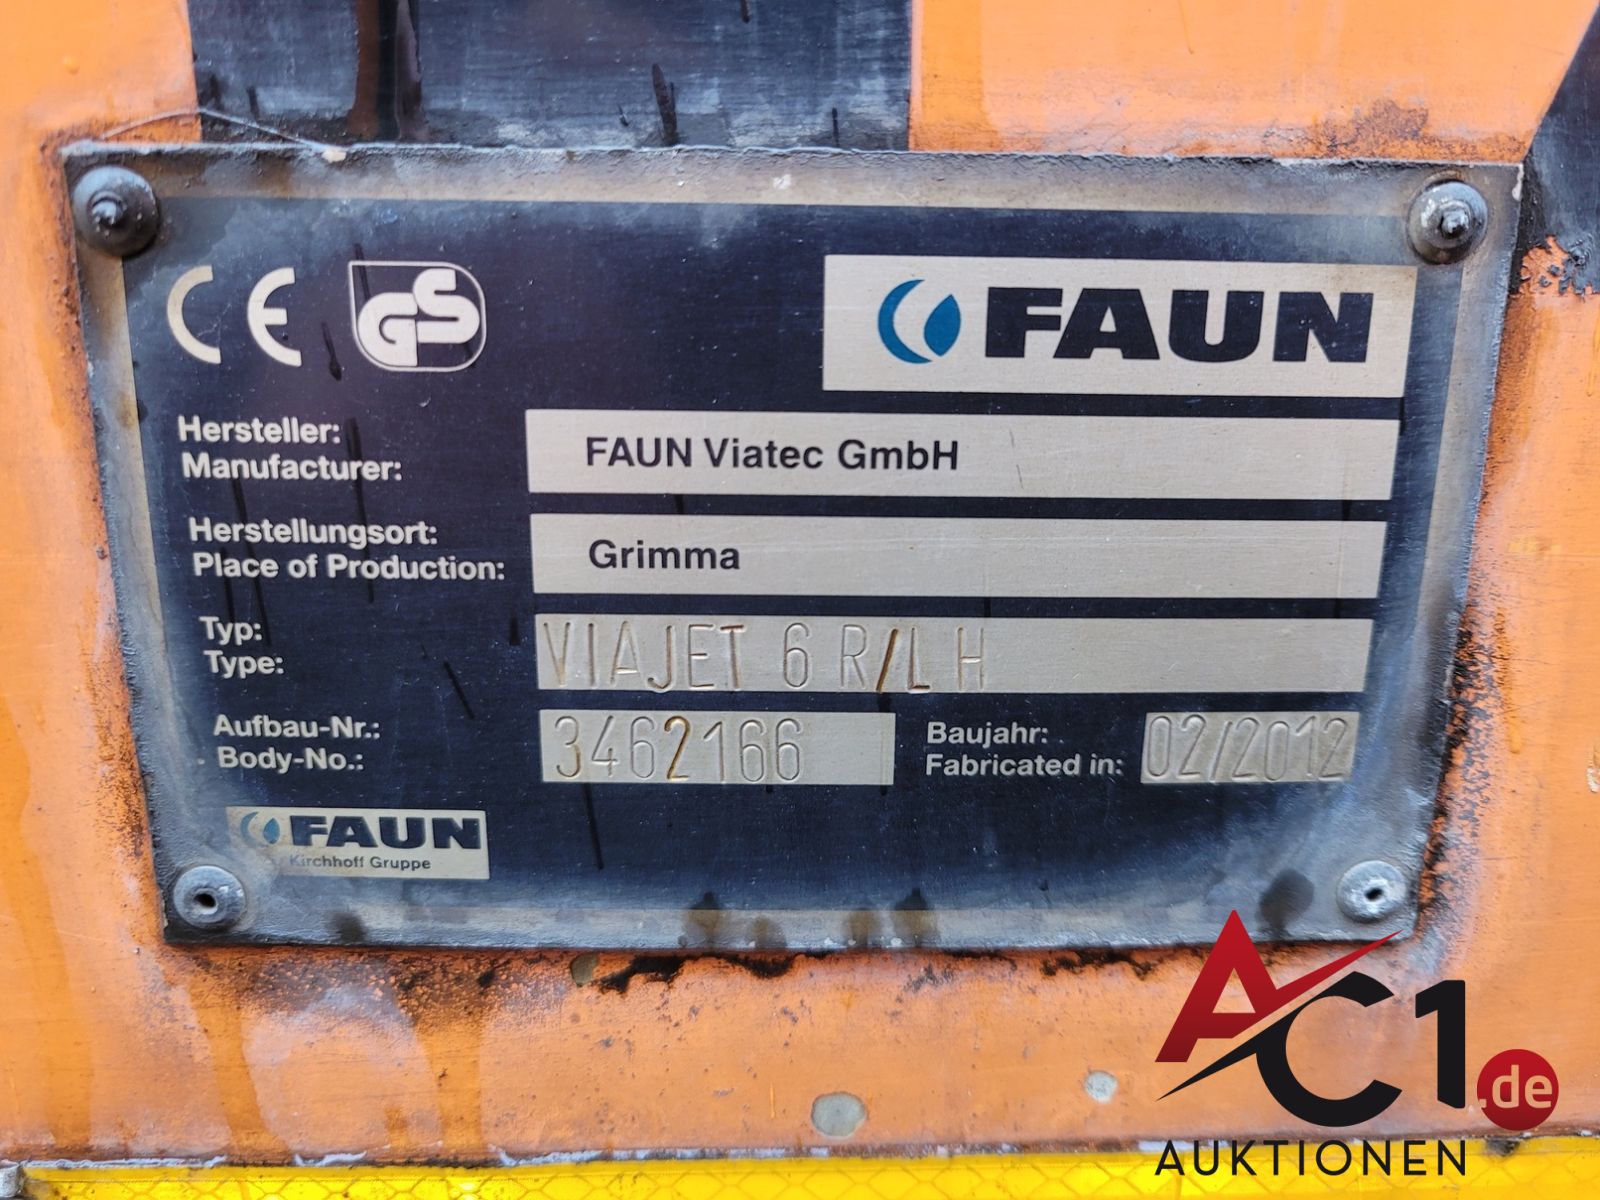 CE GS
FAUN
Hersteller:
Manufacturer:
FAUN Viatec GmbH
Herstellungsort:
Place of Production:
Grimma
Typ:
Type:
VIAJET 6 R/L H
Aufbau-Nr.:
Body-No.:
3462166
Baujahr:
Fabricated in:
02/2012
FAUN
Kirchhoff Gruppe
AC1.de
AUKTIONEN